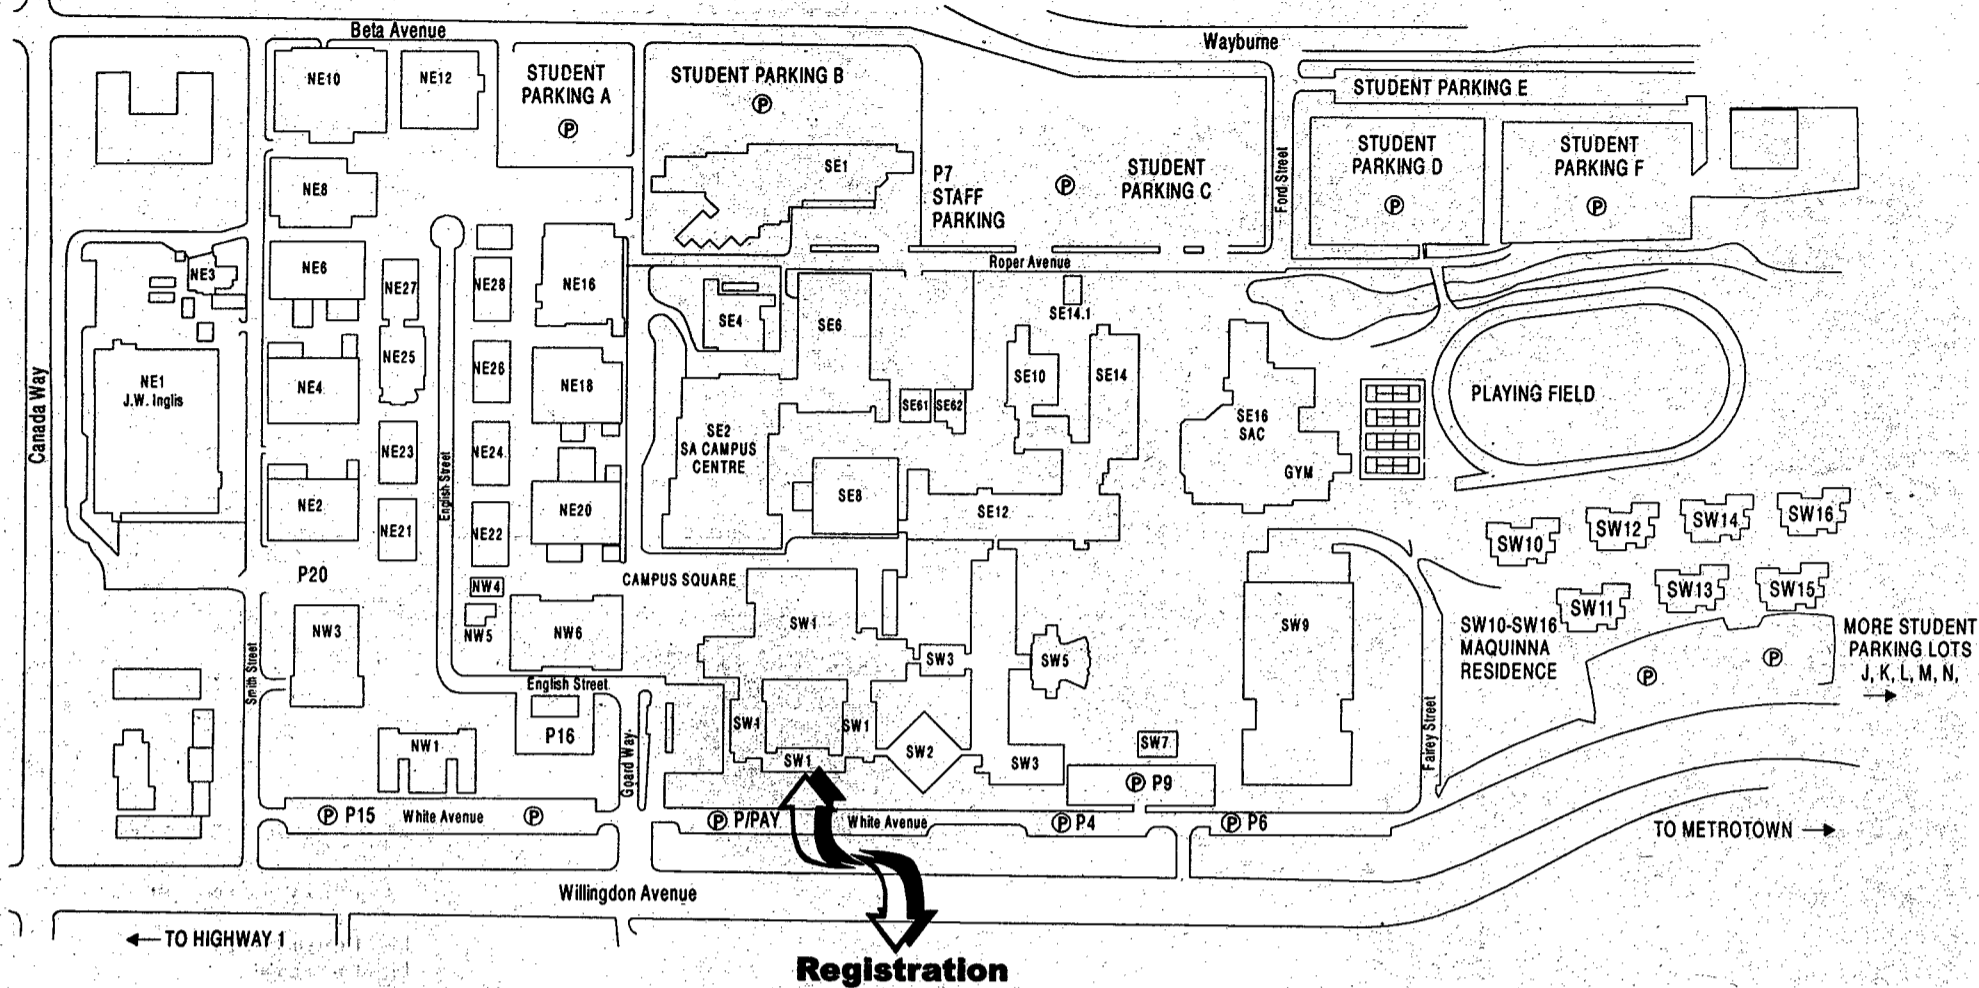 Beta Avenue
Wayburne
NE10
NE12
STUDENT
PARKING A
P
STUDENT PARKING B
P
STUDENT PARKING E
STUDENT
PARKING D
P
STUDENT
PARKING F
P
SE1
P7
STAFF
PARKING
P
STUDENT
PARKING C
Ford Street
NE8
NE3
NE6
NE27
NE28
NE16
Roper Avenue
SE4
SE6
SE14.1
NE25
NE26
NE18
NE4
NE1
J.W. Inglis
Canada Way
SE61
SE62
SE10
SE14
SE16
SAC
GYM
PLAYING FIELD
SE2
SA CAMPUS
CENTRE
NE23
NE24
English Street
SE8
SE12
NE2
NE21
NE22
NE20
SW10
SW12
SW14
SW16
P20
NW4
CAMPUS SQUARE
SW11
SW13
SW15
NW3
NW5
NW6
SW1
SW3
SW5
SW9
SW10-SW16
MAQUINNA
RESIDENCE
MORE STUDENT
PARKING LOTS
J, K, L, M, N,
P
P
Smith Street
English Street
P16
NW1
Goard Way
SW1
SW1
SW1
SW2
SW3
SW7
Fairey Street
P P9
P P15
White Avenue
P
P P/PAY
White Avenue
P P4
P P6
TO METROTOWN
Willingdon Avenue
TO HIGHWAY 1
Registration